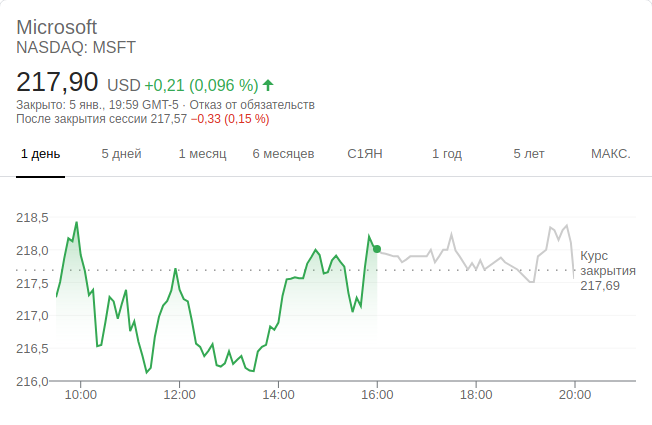 Microsoft
NASDAQ: MSFT
217,90 USD +0,21 (0,096 %)
Закрыто: 5 янв., 19:59 GMT-5 · Отказ от обязательств
После закрытия сессии 217,57 −0,33 (0,15 %)
1 день 5 дней 1 месяц 6 месяцев С1ЯН 1 год 5 лет МАКС.
218,5
218,0
217,5
217,0
216,5
216,0
Курс
закрытия
217,69
10:00 12:00 14:00 16:00 18:00 20:00